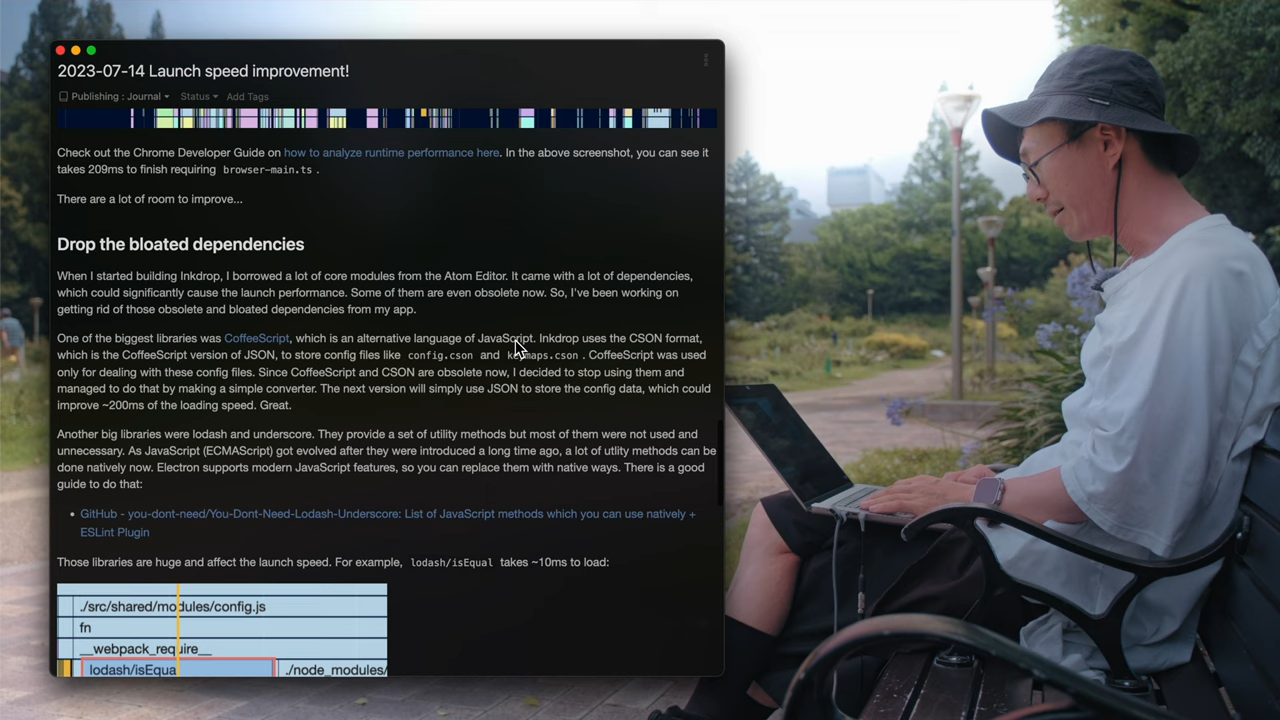 2023-07-14 Launch speed improvement!
Publishing : Journal
Status
Add Tags
Check out the Chrome Developer Guide on how to analyze runtime performance here. In the above screenshot, you can see it
takes 209ms to finish requiring browser-main.ts .
There are a lot of room to improve...
Drop the bloated dependencies
When I started building Inkdrop, I borrowed a lot of core modules from the Atom Editor. It came with a lot of dependencies,
which could significantly cause the launch performance. Some of them are even obsolete now. So, I've been working on
getting rid of those obsolete and bloated dependencies from my app.
One of the biggest libraries was CoffeeScript, which is an alternative language of JavaScript. Inkdrop uses the CSON format,
which is the CoffeeScript version of JSON, to store config files like config.cson and keymaps.cson . CoffeeScript was used
only for dealing with these config files. Since CoffeeScript and CSON are obsolete now, I decided to stop using them and
managed to do that by making a simple converter. The next version will simply use JSON to store the config data, which could
improve ~200ms of the loading speed. Great.
Another big libraries were lodash and underscore. They provide a set of utility methods but most of them were not used and
unnecessary. As JavaScript (ECMAScript) got evolved after they were introduced a long time ago, a lot of utlity methods can be
done natively now. Electron supports modern JavaScript features, so you can replace them with native ways. There is a good
guide to do that:
• GitHub - you-dont-need/You-Dont-Need-Lodash-Underscore: List of JavaScript methods which you can use natively +
ESLint Plugin
Those libraries are huge and affect the launch speed. For example, lodash/isEqual takes ~10ms to load:
./src/shared/modules/config.js
fn
__webpack_require__
lodash/isEqua
./node_modules/